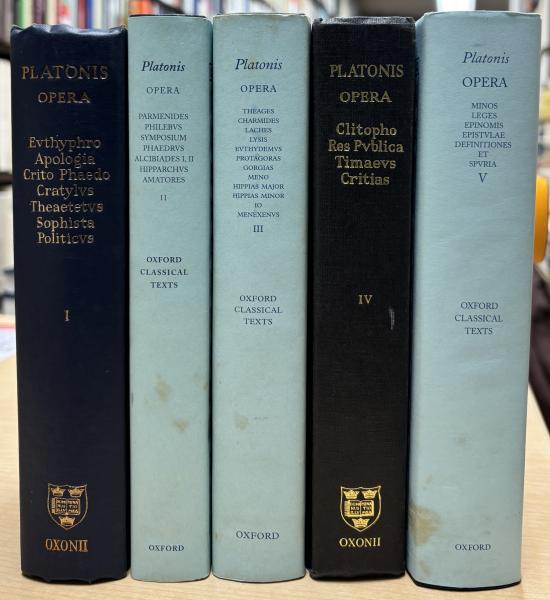 PLATONIS
OPERA
Evthyphro
Apologia
Crito Phaedo
Cratylvs
Theaetetvs
Sophista
Politicvs
I
OXONII
Platonis
OPERA
PARMENIDES
PHILEBVS
SYMPOSIUM
PHAEDRVS
ALCIBIADES I, II
HIPPARCHVS
AMATORES
II
OXFORD
CLASSICAL
TEXTS
OXFORD
Platonis
OPERA
THEAGES
CHARMIDES
LACHES
LYSIS
EVTHYDEMVS
PROTAGORAS
GORGIAS
MENO
HIPPIAS MAJOR
HIPPIAS MINOR
IO
MENEXENVS
III
OXFORD
CLASSICAL
TEXTS
OXFORD
PLATONIS
OPERA
Clitopho
Res Pvblica
Timaevs
Critias
IV
OXONII
Platonis
OPERA
MINOS
LEGES
EPINOMIS
EPISTVLAE
DEFINITIONES
ET
SPVRIA
V
OXFORD
CLASSICAL
TEXTS
OXFORD